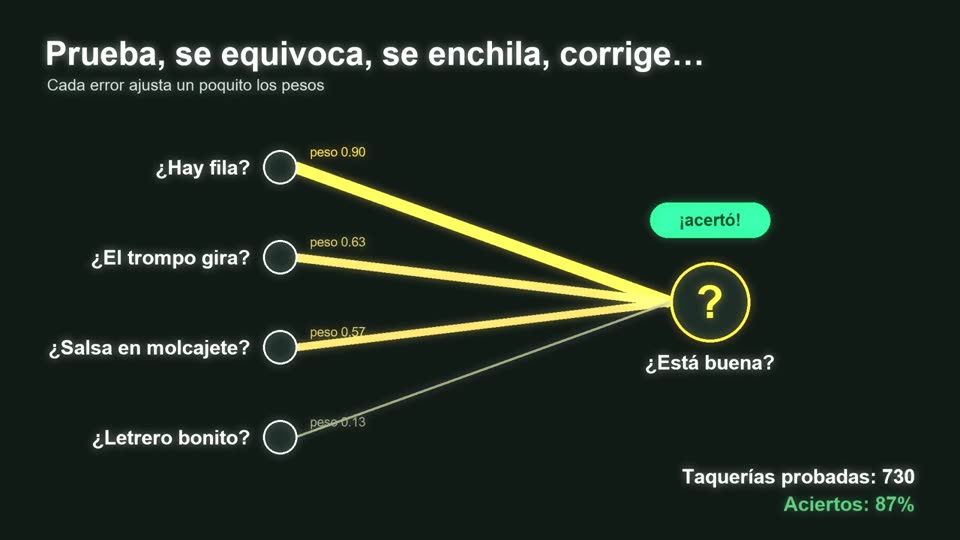 Prueba, se equivoca, se enchila, corrige…
Cada error ajusta un poquito los pesos
¿Hay fila?
peso 0.90
¡acertó!
¿El trompo gira?
peso 0.63
?
¿Salsa en molcajete?
peso 0.57
¿Está buena?
¿Letrero bonito?
peso 0.13
Taquerías probadas: 730
Aciertos: 87%